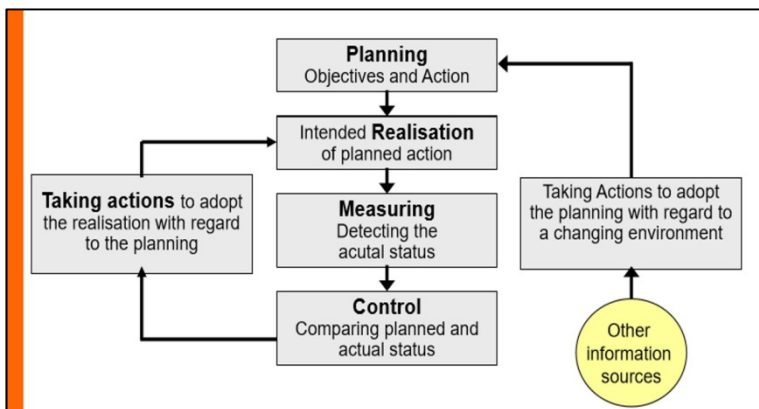 Planning
Objectives and Action
Intended Realisation
of planned action
Taking actions to adopt
the realisation with regard
to the planning
Measuring
Detecting the
acutal status
Taking Actions to adopt
the planning with regard to
a changing environment
Control
Comparing planned and
actual status
Other
information
sources